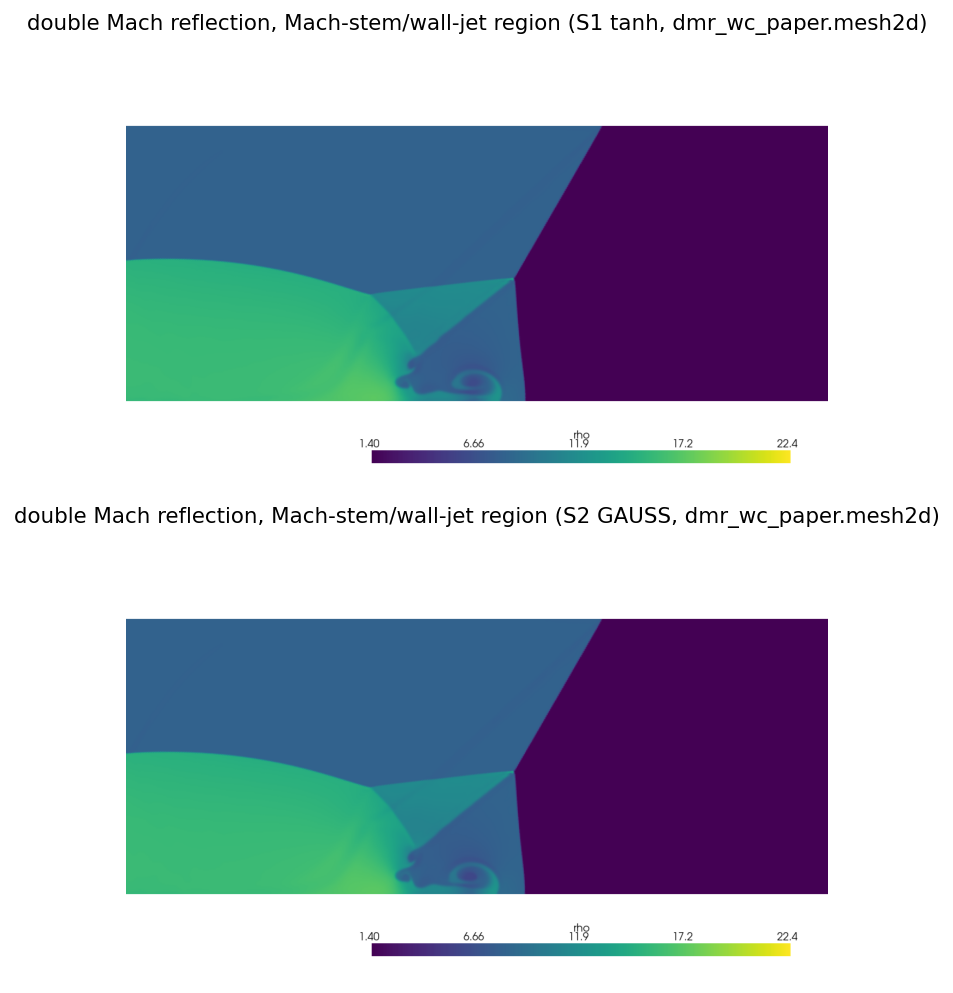 double Mach reflection, Mach-stem/wall-jet region (S1 tanh, dmr_wc_paper.mesh2d)
rho
1.40 6.66 11.9 17.2 22.4
double Mach reflection, Mach-stem/wall-jet region (S2 GAUSS, dmr_wc_paper.mesh2d)
rho
1.40 6.66 11.9 17.2 22.4